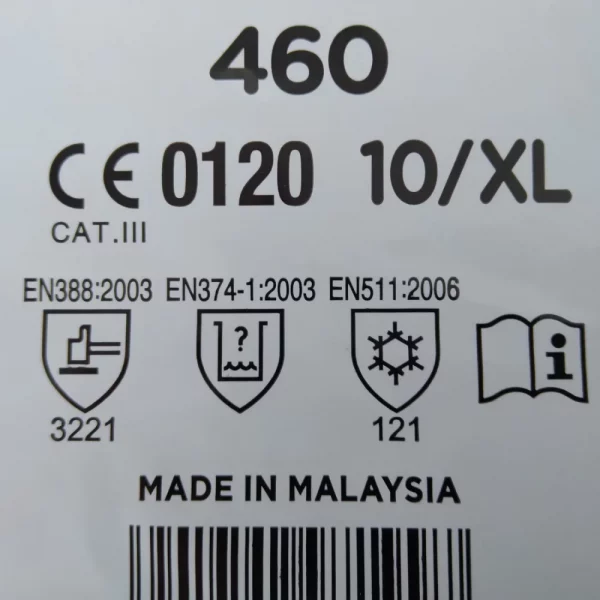 460
CE 0120 10/XL
CAT.III
EN388:2003 EN374-1:2003 EN511:2006
? i
3221 121
MADE IN MALAYSIA